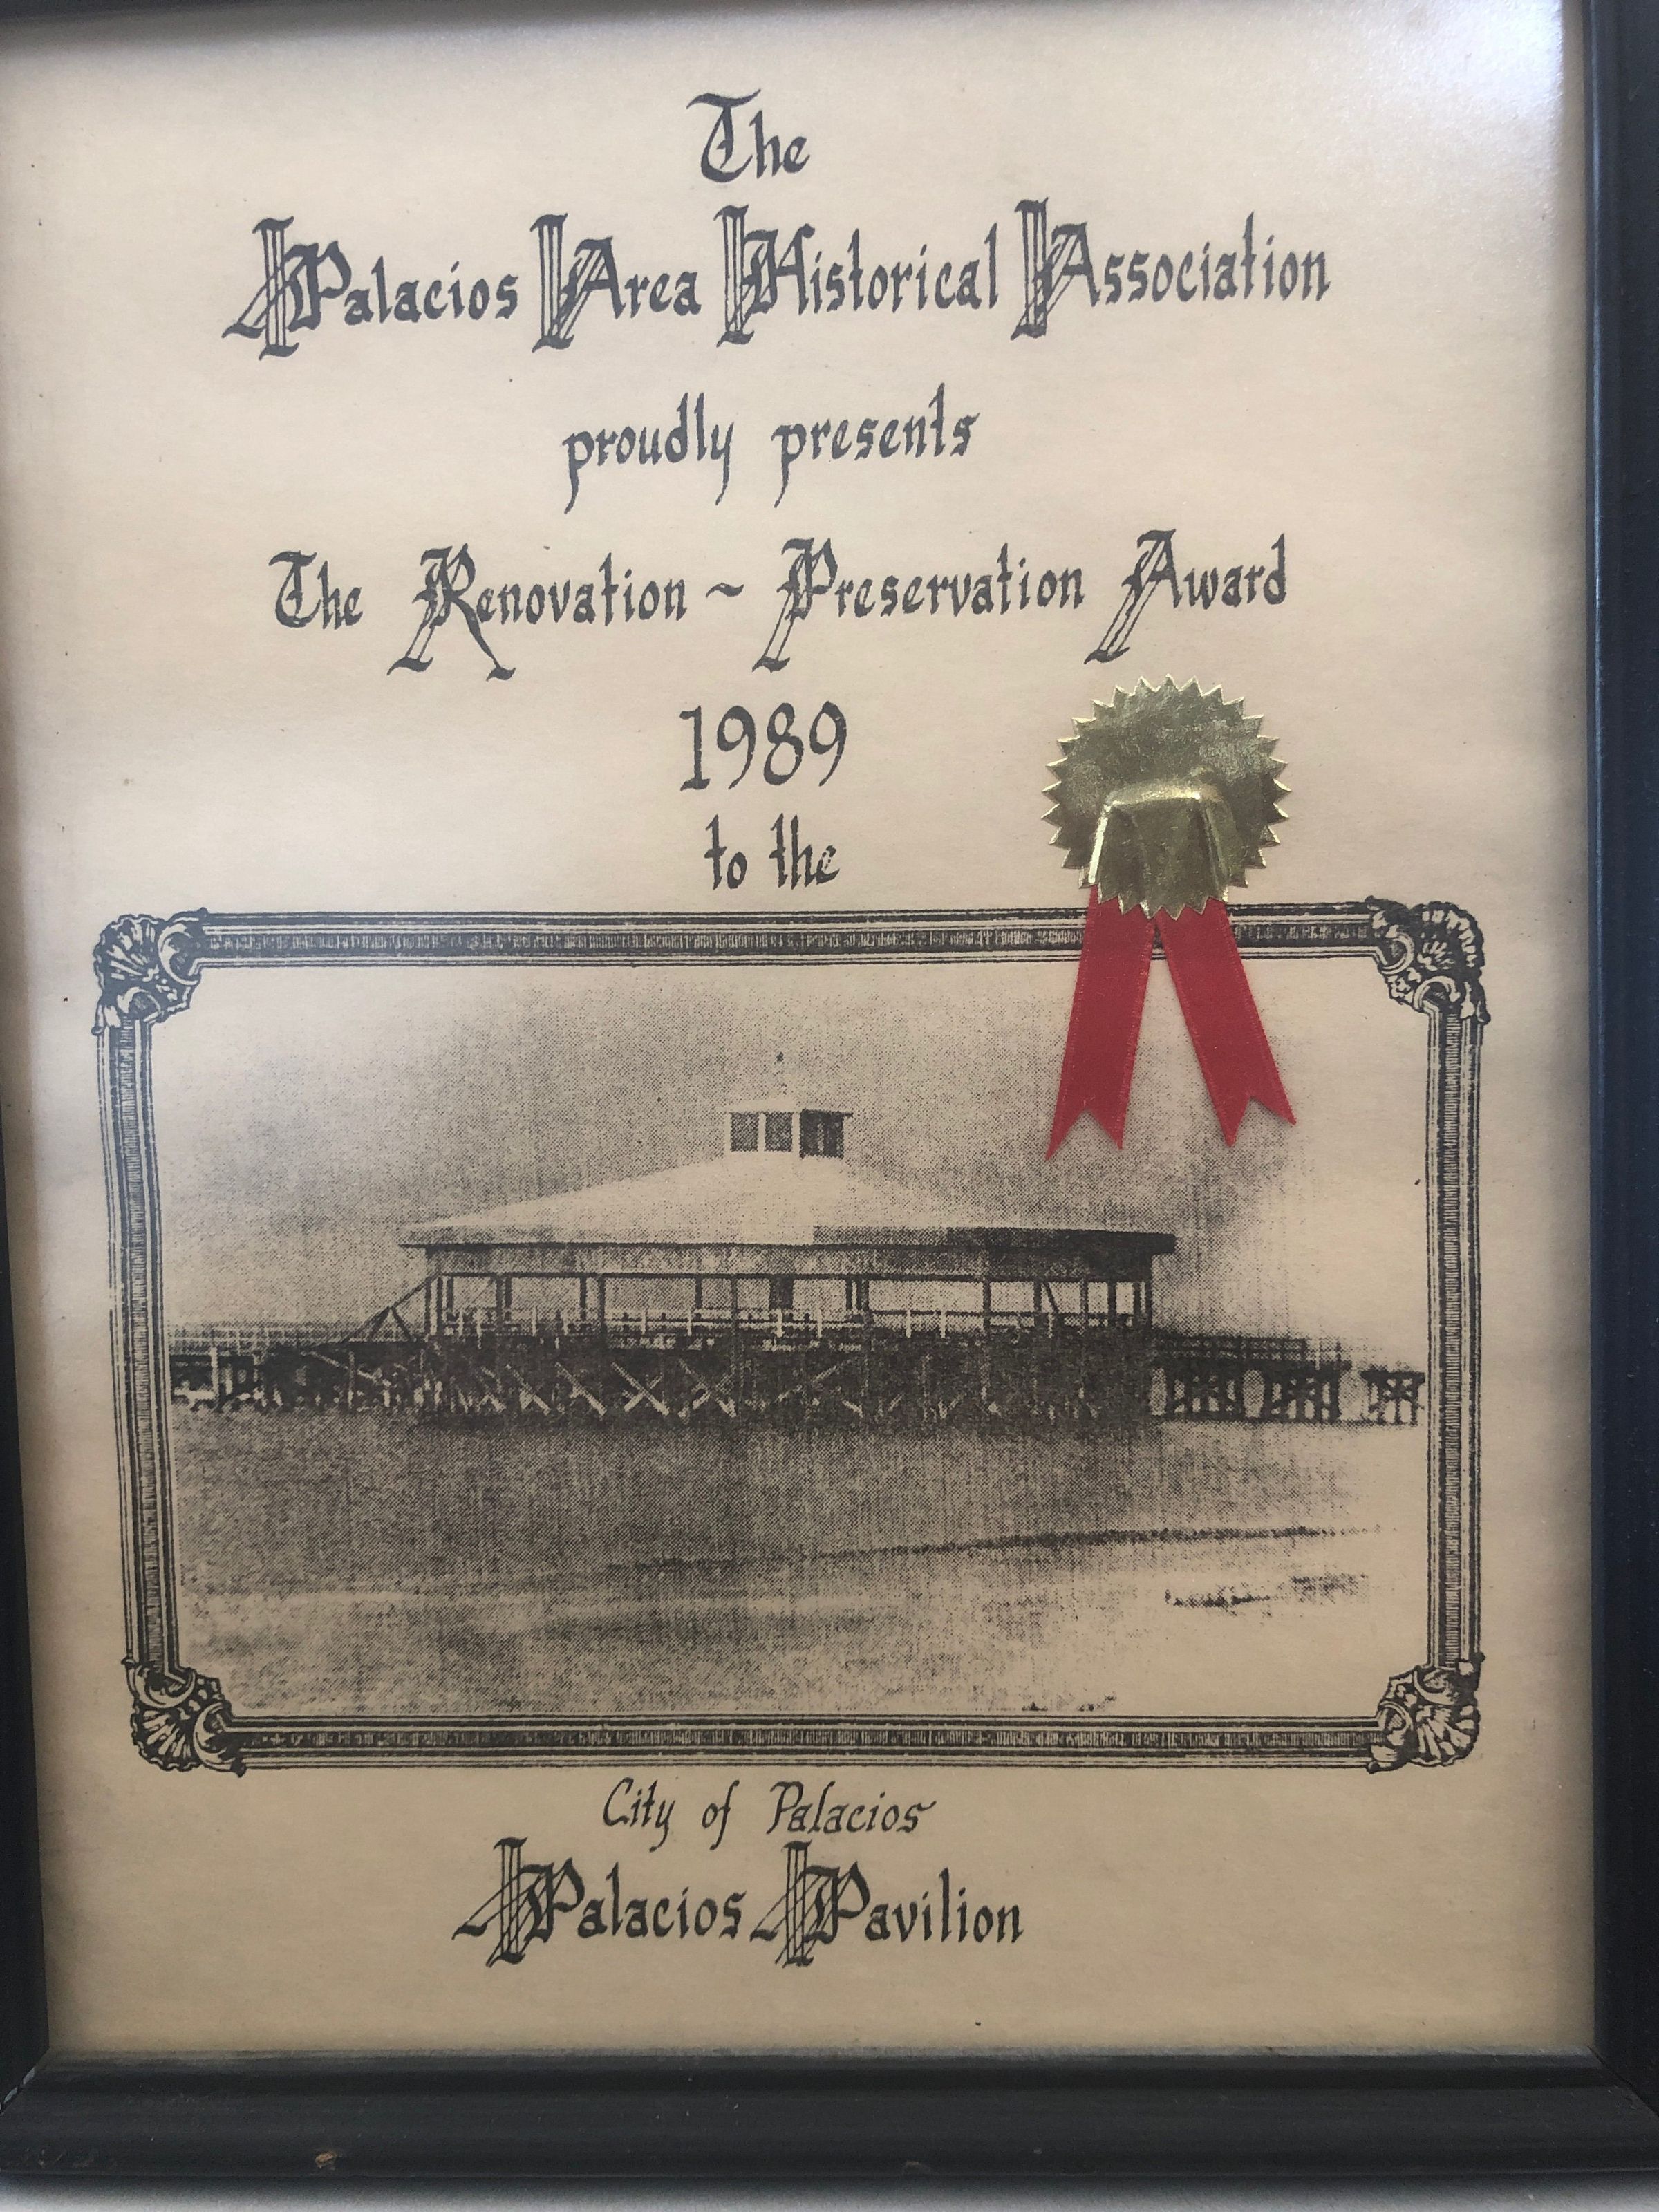 The
Palacios Area Historical Association
proudly presents
The Renovation ~ Preservation Award
1989
to the
City of Palacios
Palacios Pavilion